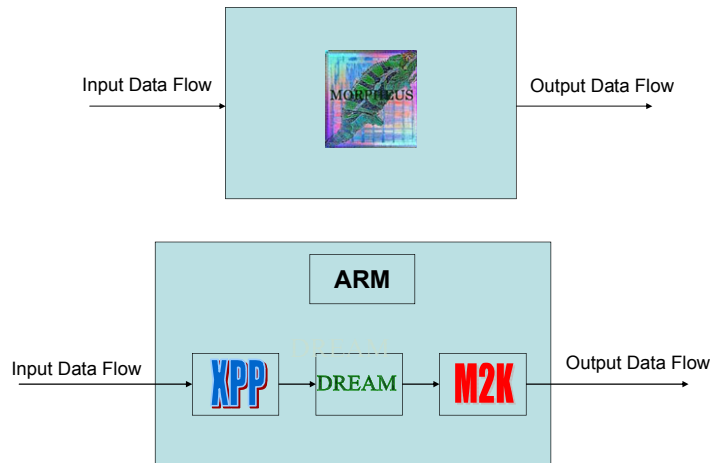 Input Data Flow
MORPHEUS
Output Data Flow
ARM
Input Data Flow
XPP
DREAM
M2K
Output Data Flow